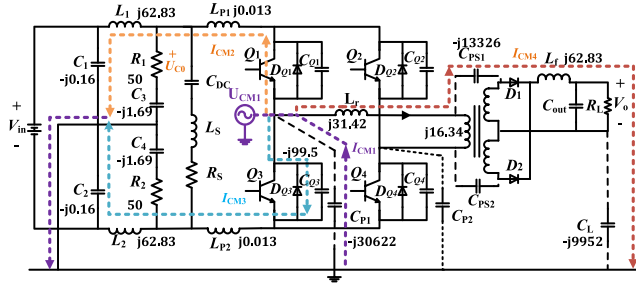 L1 j62.83
LP1 j0.013
-j13326
ICM4
Lf j62.83
+ UC0
ICM2
Q1
DQ1
CQ1
Q2
DQ2
CQ2
CPS1
D1
C1
-j0.16
R1
50
CDC
C3
-j1.69
UCM1
Lr
j31.42
j16.34
Cout
RL
+
Vo
-
+
Vin
-
C4
-j1.69
LS
-j99.5
ICM1
C2
-j0.16
R2
50
RS
Q3
ICM3
DQ3
CQ3
CP1
Q4
DQ4
CQ4
CP2
D2
CPS2
CL
-j9952
L2
j62.83
LP2
j0.013
-j30622